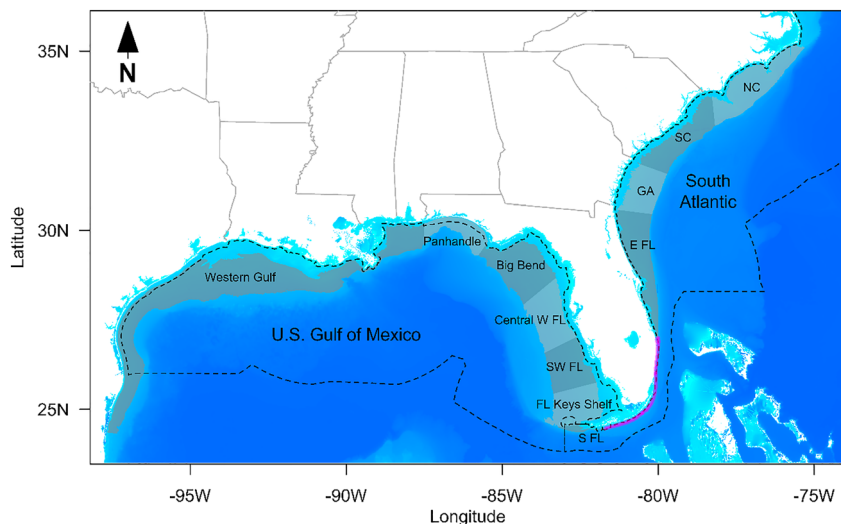 35N
N
NC
SC
GA
South
Atlantic
30N
Latitude
Panhandle
E FL
Big Bend
Western Gulf
Central W FL
U.S. Gulf of Mexico
SW FL
25N
FL Keys Shelf
S FL
-95W
-90W
-85W
-80W
-75W
Longitude